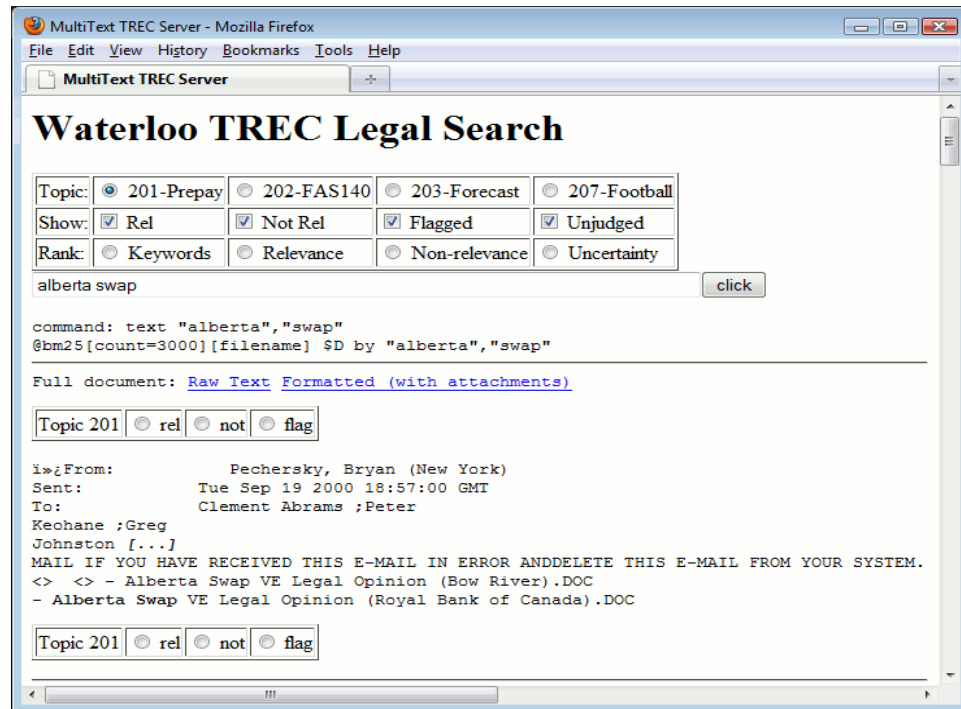 MultiText TREC Server - Mozilla Firefox
File Edit View History Bookmarks Tools Help
MultiText TREC Server
Waterloo TREC Legal Search
Topic: 201-Prepay 202-FAS140 203-Forecast 207-Football
Show: Rel Not Rel Flagged Unjudged
Rank: Keywords Relevance Non-relevance Uncertainty
alberta swap click
command: text "alberta","swap"
@bm25[count=3000][filename] $D by "alberta","swap"
Full document: Raw Text Formatted (with attachments)
Topic 201 rel not flag
ï»¿From: Pechersky, Bryan (New York)
Sent: Tue Sep 19 2000 18:57:00 GMT
To: Clement Abrams ;Peter
Keohane ;Greg
Johnston [...]
MAIL IF YOU HAVE RECEIVED THIS E-MAIL IN ERROR ANDDELETE THIS E-MAIL FROM YOUR SYSTEM.
<> <> - Alberta Swap VE Legal Opinion (Bow River).DOC
- Alberta Swap VE Legal Opinion (Royal Bank of Canada).DOC
Topic 201 rel not flag